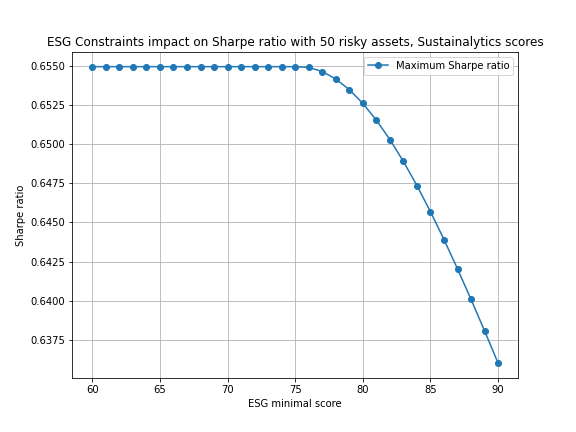 ESG Constraints impact on Sharpe ratio with 50 risky assets, Sustainalytics scores
Maximum Sharpe ratio
0.6550
0.6525
0.6500
0.6475
0.6450
0.6425
0.6400
0.6375
Sharpe ratio
60 65 70 75 80 85 90
ESG minimal score